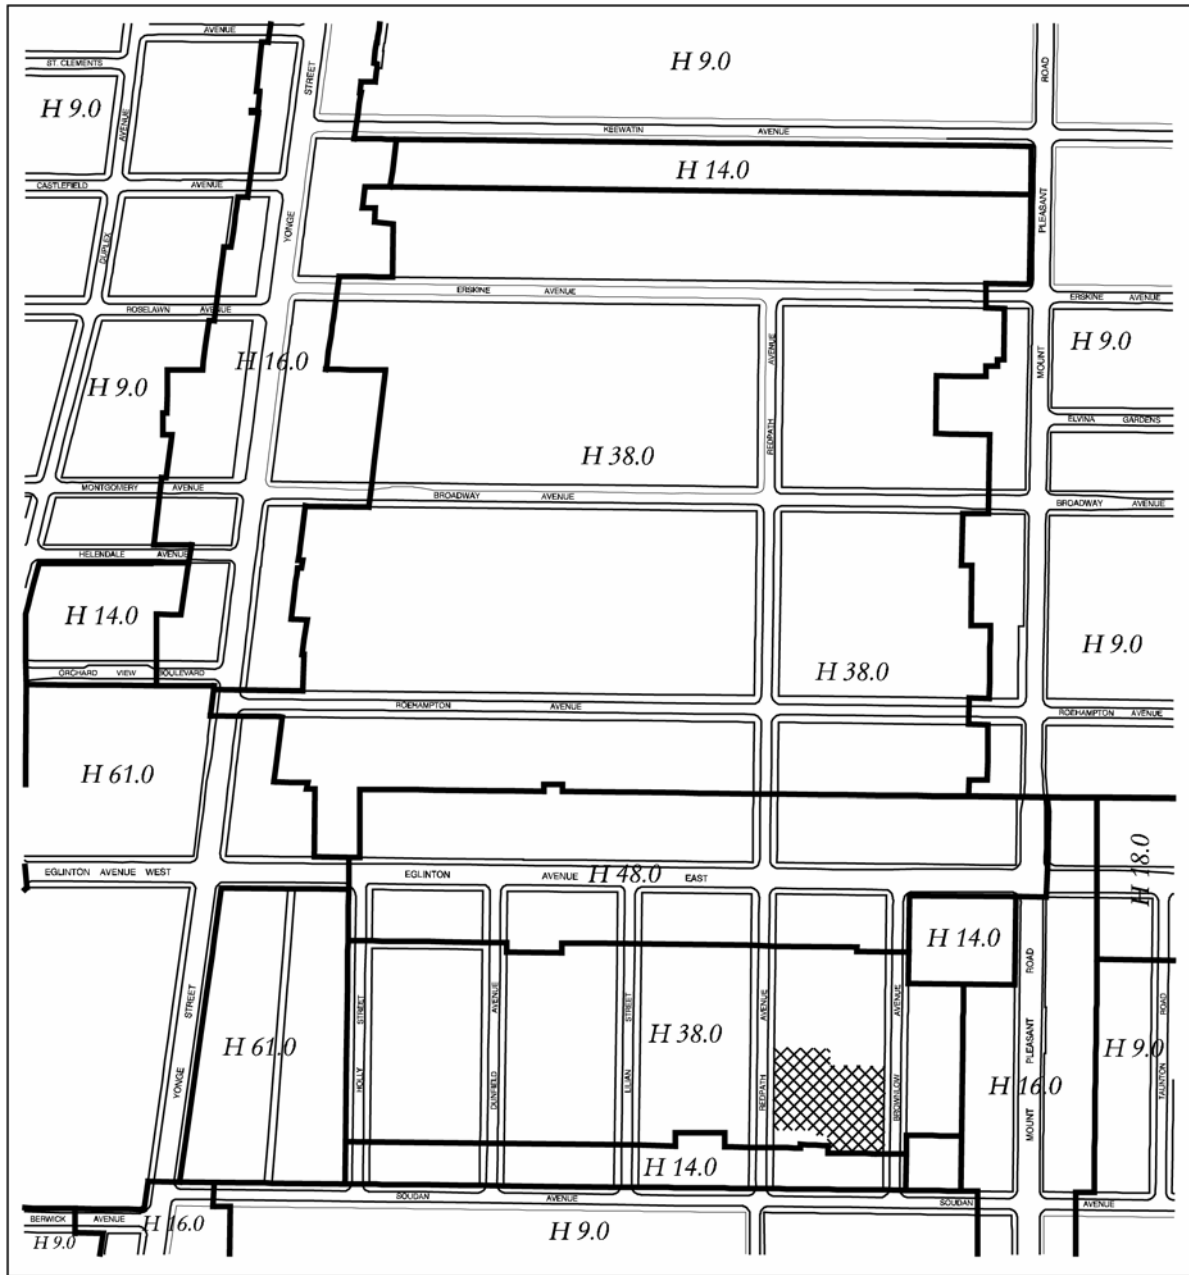 AVENUE
ST. CLEMENTS
H 9.0
H 9.0
STREET
ROAD
AVENUE
KEEWATIN AVENUE
H 14.0
CASTLEFIELD AVENUE
PLEASANT
YONGE
DUPLEX
ERSKINE AVENUE
ERSKINE AVENUE
ROSELAWN AVENUE
H 16.0
H 9.0
H 9.0
AVENUE
MOUNT
REDPATH
ELVINA GARDENS
H 38.0
MONTGOMERY AVENUE
BROADWAY AVENUE
BROADWAY AVENUE
HELENDALE AVENUE
H 14.0
H 9.0
ORCHARD VIEW BOULEVARD
H 38.0
ROEHAMPTON AVENUE
ROEHAMPTON AVENUE
H 61.0
H 18.0
EGLINTON AVENUE WEST
EGLINTON AVENUE EAST
H 48.0
H 14.0
ROAD
STREET
STREET
AVENUE
STREET
AVENUE
AVENUE
ROAD
H 61.0
H 38.0
H 9.0
PLEASANT
YONGE
HOLLY
DUNFIELD
LILIAN
REDPATH
BROWNLOW
H 16.0
TAUNTON
MOUNT
H 14.0
SOUDAN AVENUE
SOUDAN AVENUE
BERWICK AVENUE
H 16.0
H 9.0
H 9.0